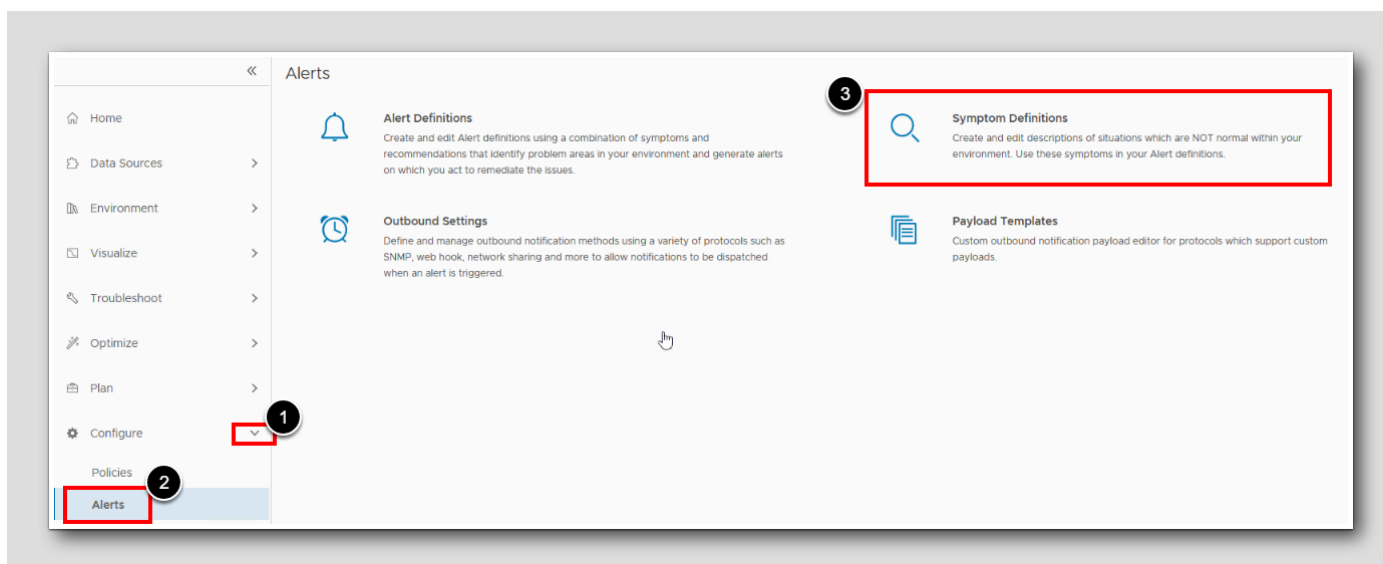 «
Alerts
Home
Data Sources
Environment
Visualize
Troubleshoot
Optimize
Plan
Configure
1
Policies
2
Alerts
Alert Definitions
Create and edit Alert definitions using a combination of symptoms and
recommendations that identify problem areas in your environment and generate alerts
on which you act to remediate the issues.
3
Symptom Definitions
Create and edit descriptions of situations which are NOT normal within your
environment. Use these symptoms in your Alert definitions.
Outbound Settings
Define and manage outbound notification methods using a variety of protocols such as
SNMP, web hook, network sharing and more to allow notifications to be dispatched
when an alert is triggered.
Payload Templates
Custom outbound notification payload editor for protocols which support custom
payloads.